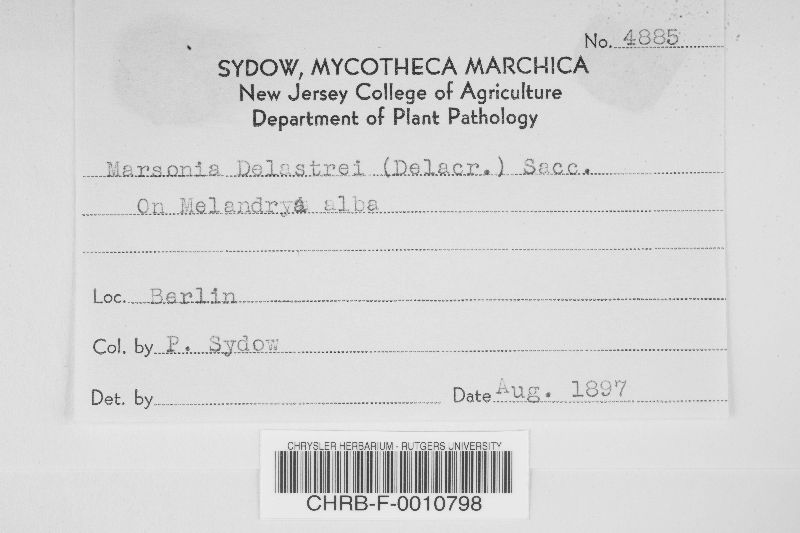 No. 4885
SYDOW, MYCOTHECA MARCHICA
New Jersey College of Agriculture
Department of Plant Pathology
Marsonia Delastrei (Delacr.) Sacc.
On Melandrya alba
Loc. Berlin
Col. by P. Sydow
Det. by
Date Aug. 1897
CHRYSLER HERBARIUM - RUTGERS UNIVERSITY
CHRB-F-0010798